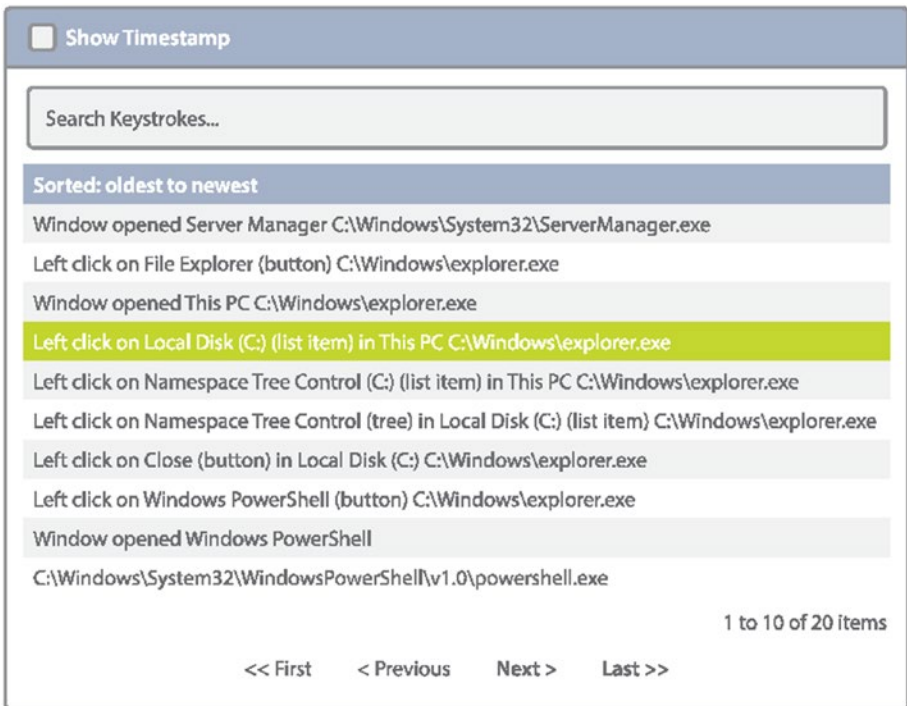 Show Timestamp
Search Keystrokes...
Sorted: oldest to newest
Window opened Server Manager C:\Windows\System32\ServerManager.exe
Left click on File Explorer (button) C:\Windows\explorer.exe
Window opened This PC C:\Windows\explorer.exe
Left click on Local Disk (C:) (list item) in This PC C:\Windows\explorer.exe
Left click on Namespace Tree Control (C:) (list item) in This PC C:\Windows\explorer.exe
Left click on Namespace Tree Control (tree) in Local Disk (C:) (list item) C:\Windows\explorer.exe
Left click on Close (button) in Local Disk (C:) C:\Windows\explorer.exe
Left click on Windows PowerShell (button) C:\Windows\explorer.exe
Window opened Windows PowerShell
C:\Windows\System32\WindowsPowerShell\v1.0\powershell.exe
1 to 10 of 20 items
<< First < Previous Next > Last >>